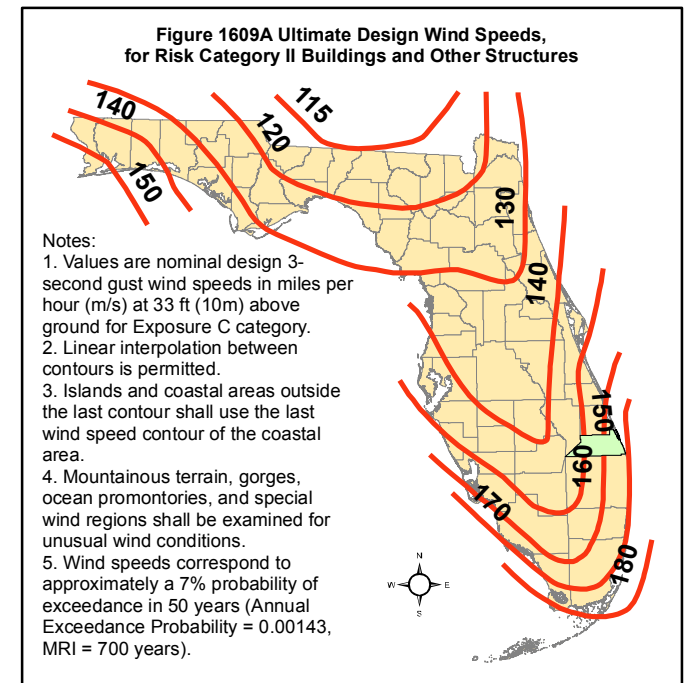 Figure 1609A Ultimate Design Wind Speeds,
for Risk Category II Buildings and Other Structures
115
140
120
150
130
140
Notes:
1. Values are nominal design 3-
second gust wind speeds in miles per
hour (m/s) at 33 ft (10m) above
ground for Exposure C category.
2. Linear interpolation between
contours is permitted.
3. Islands and coastal areas outside
the last contour shall use the last
wind speed contour of the coastal
area.
4. Mountainous terrain, gorges,
ocean promontories, and special
wind regions shall be examined for
unusual wind conditions.
5. Wind speeds correspond to
approximately a 7% probability of
exceedance in 50 years (Annual
Exceedance Probability = 0.00143,
MRI = 700 years).
150
160
170
180
N
W
E
S